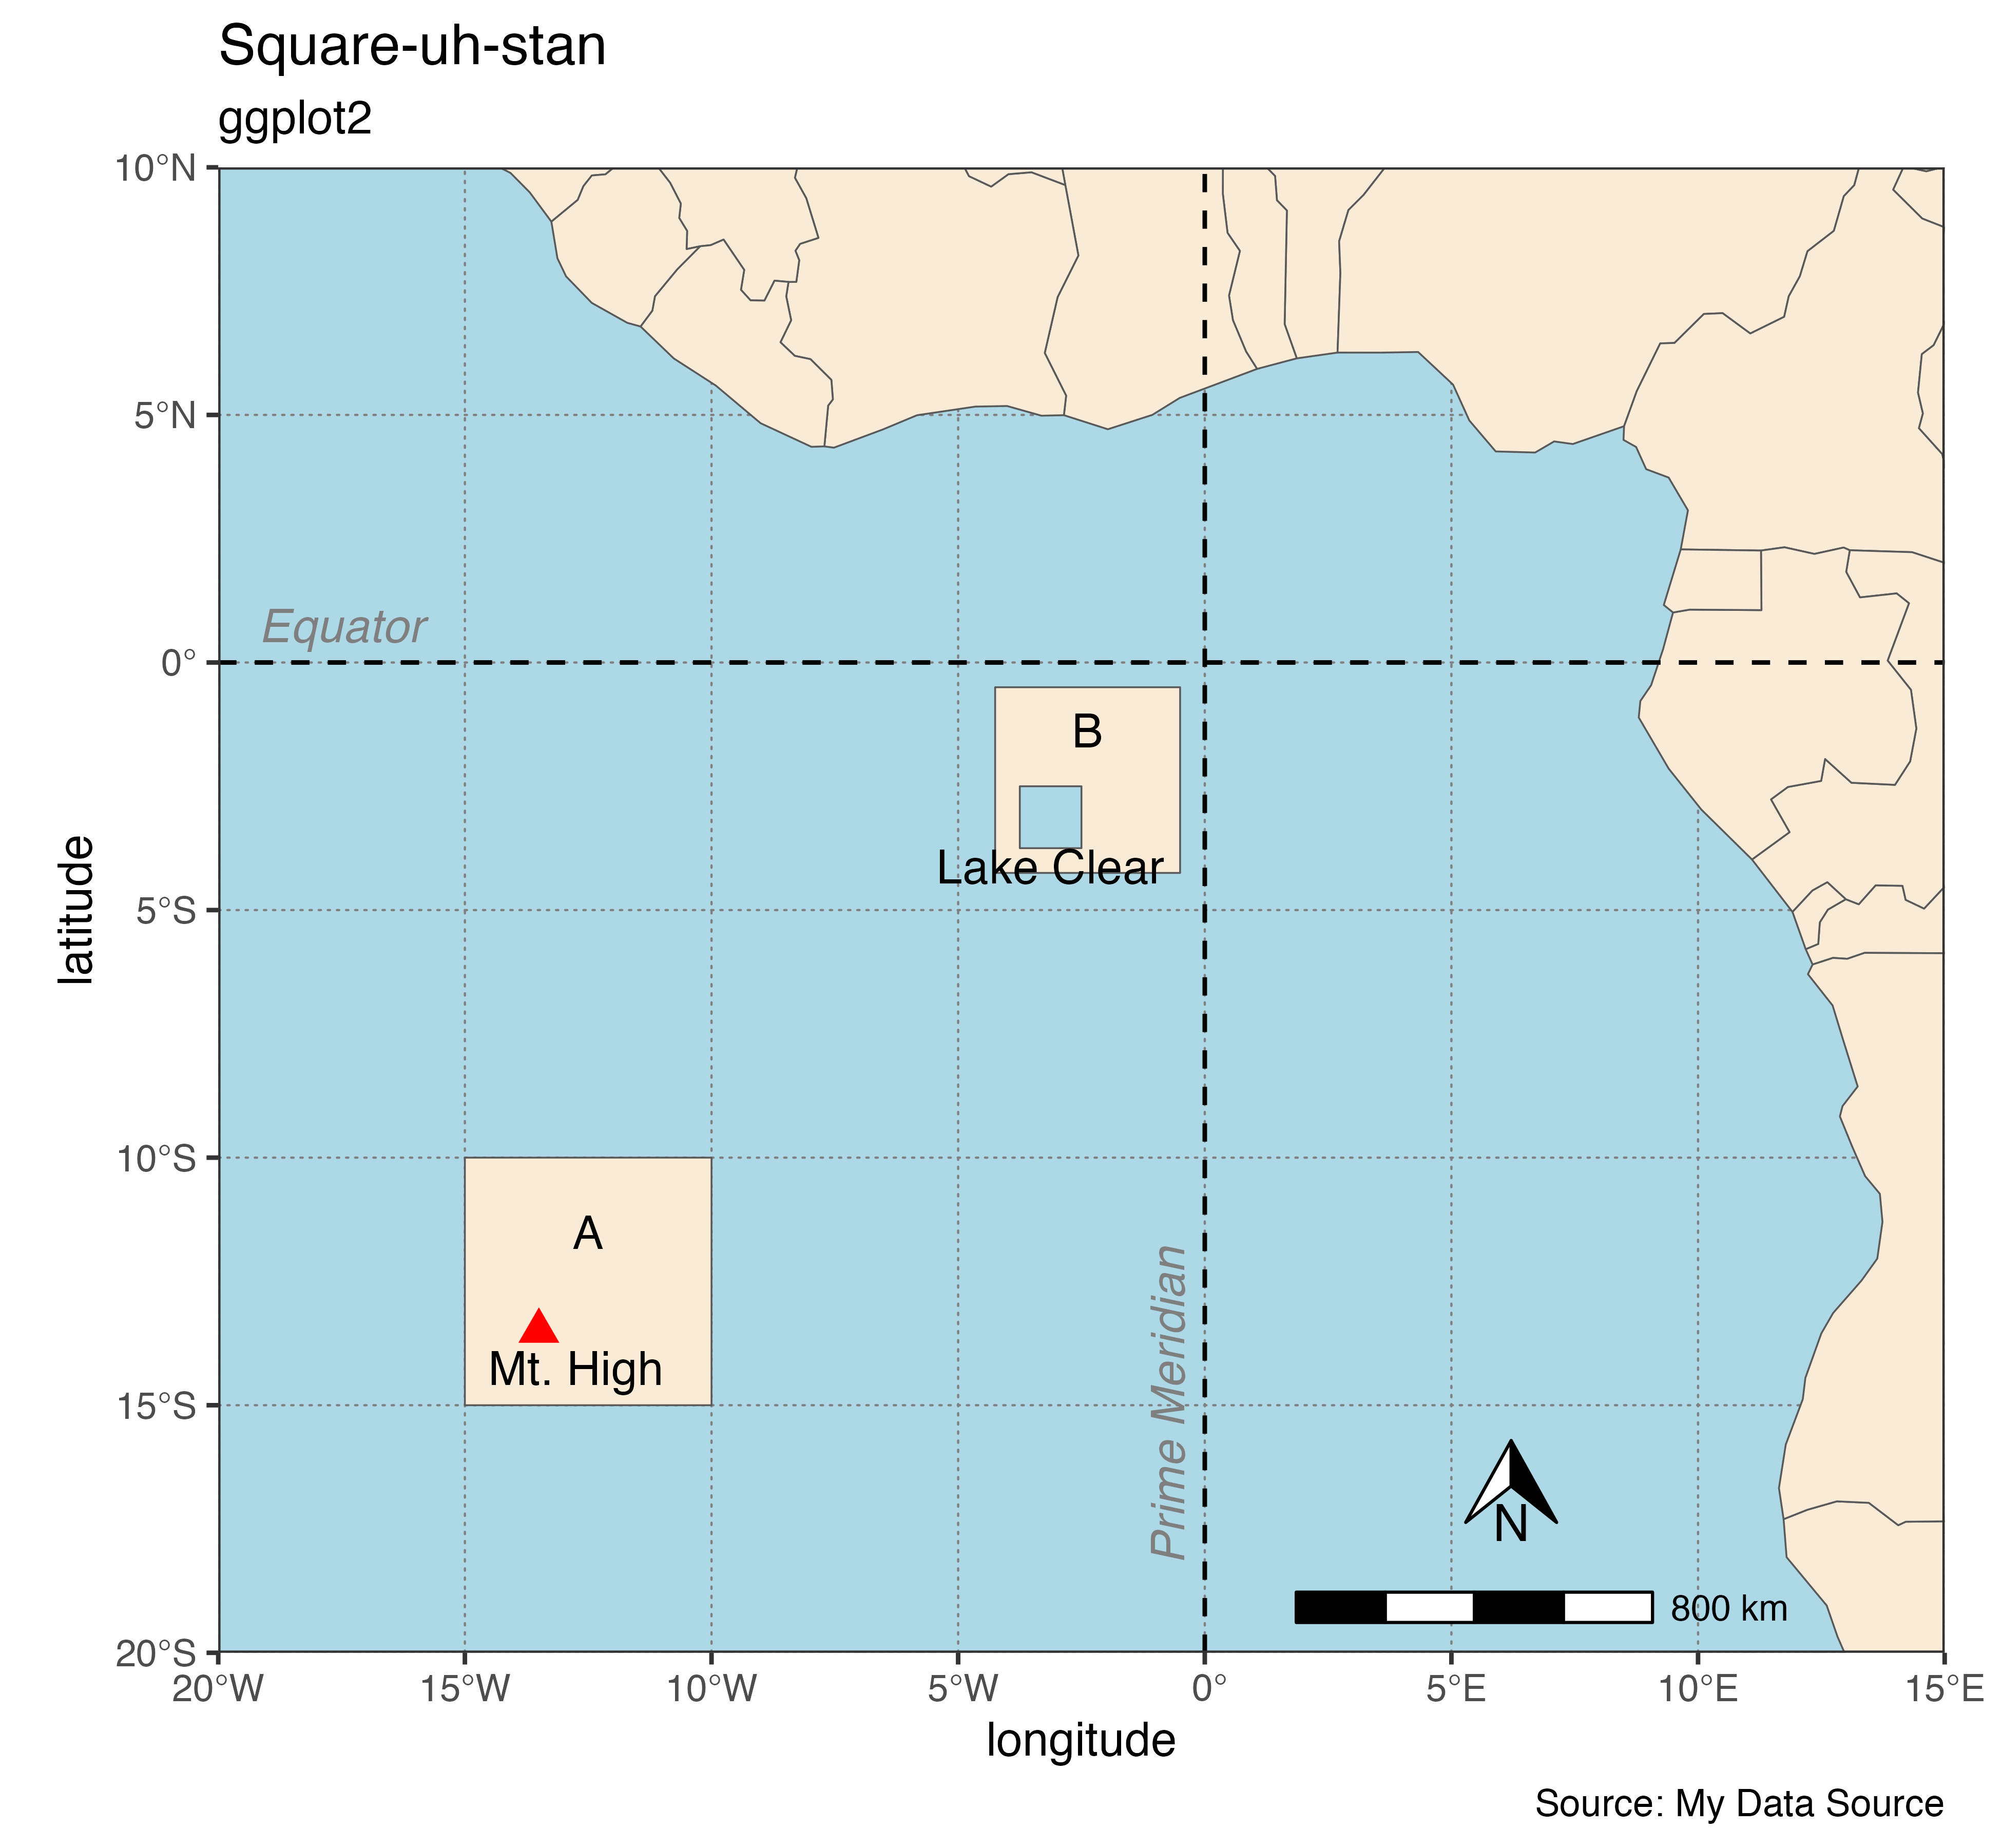 Square-uh-stan
ggplot2
10°N
5°N
Equator
0°
B
Lake Clear
latitude
5°S
10°S
A
Mt. High
Prime Meridian
15°S
N
800 km
20°S
20°W 15°W 10°W 5°W 0° 5°E 10°E 15°E
longitude
Source: My Data Source